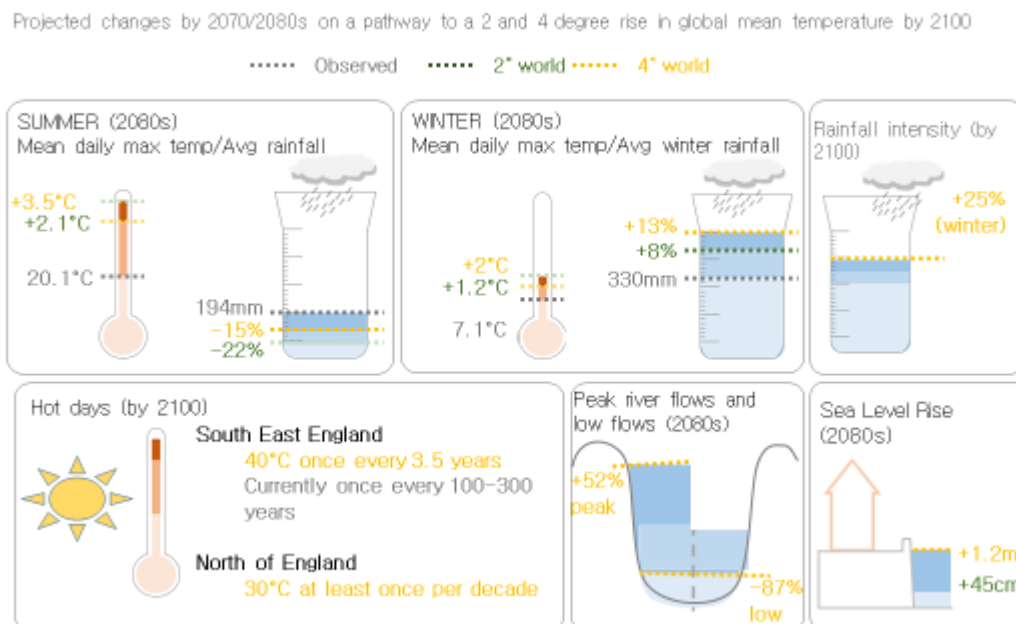 Projected changes by 2070/2080s on a pathway to a 2 and 4 degree rise in global mean temperature by 2100
Observed
2° world
4° world
SUMMER (2080s)
Mean daily max temp/Avg rainfall
+3.5°C
+2.1°C
20.1°C
194mm
-15%
-22%
WINTER (2080s)
Mean daily max temp/Avg winter rainfall
+2°C
+1.2°C
7.1°C
+13%
+8%
330mm
Rainfall intensity (by
2100)
+25%
(winter)
Hot days (by 2100)
South East England
40°C once every 3.5 years
Currently once every 100-300
years
North of England
30°C at least once per decade
Peak river flows and
low flows (2080s)
+52%
peak
-87%
low
Sea Level Rise
(2080s)
+1.2m
+45cm